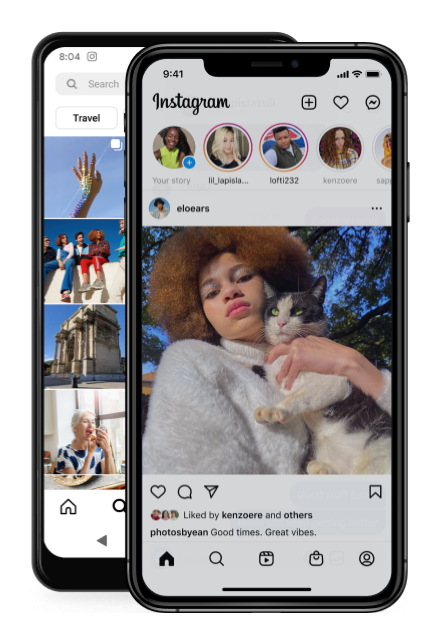 8:04
Search
Travel
9:41
Instagram
Your story
lil_lapisla...
lofti232
kenzoere
sapp
eloears
Liked by kenzoere and others
photosbyean Good times. Great vibes.